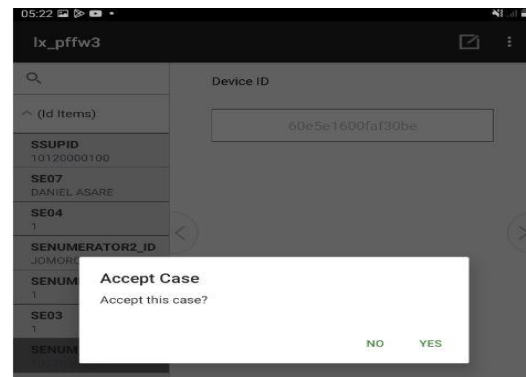 05:22
lx_pffw3
Device ID
(Id Items)
60e5e1600faf30be
SSUPID
10120000100
SE07
DANIEL ASARE
SE04
1
SENUMERATOR2_ID
SENUM
1
SE03
1
SENUM
Accept Case
Accept this case?
NO YES